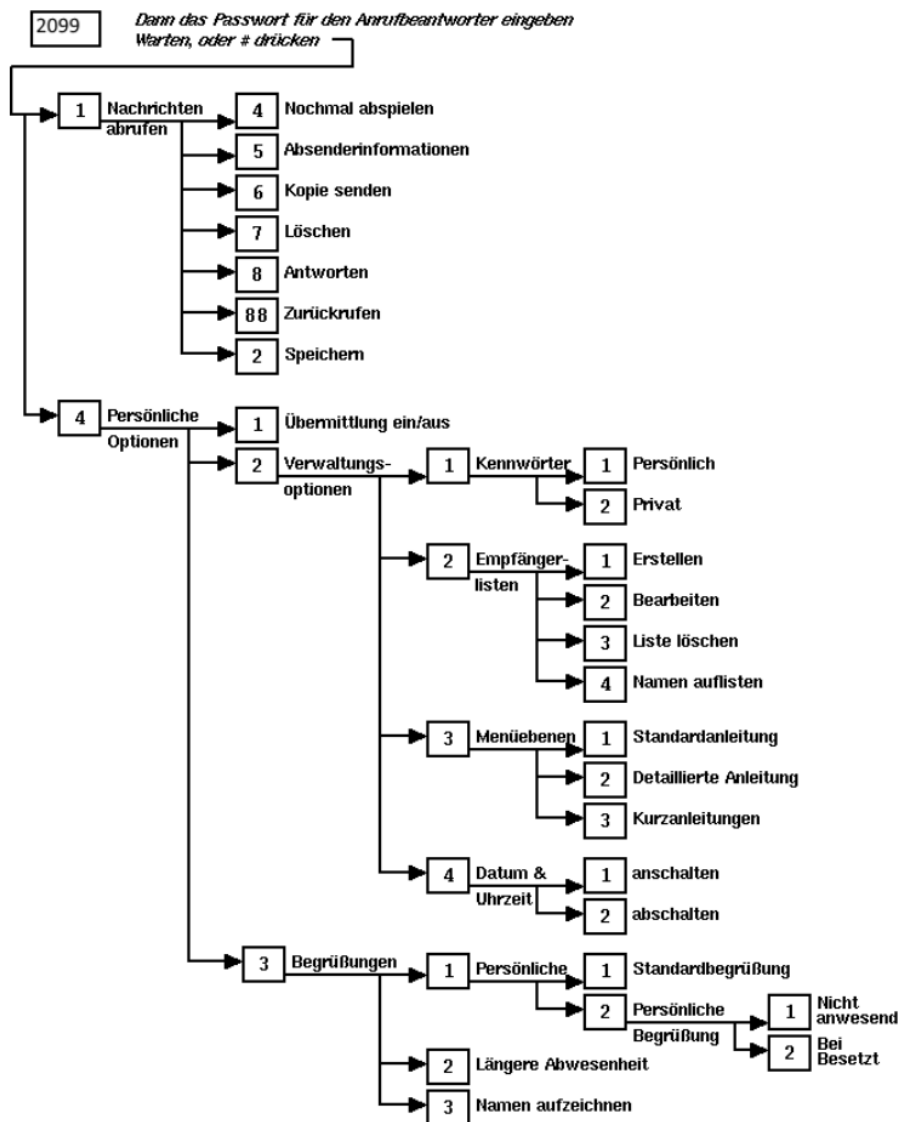 2099
Dann das Passwort für den Anrufbeantworter eingeben
Warten, oder # drücken
1 Nachrichten
abrufen
4 Nochmal abspielen
5 Absenderinformationen
6 Kopie senden
7 Löschen
8 Antworten
88 Zurückrufen
2 Speichern
4 Persönliche
Optionen
1 Übermittlung ein/aus
2 Verwaltungs-
optionen
1 Kennwörter
1 Persönlich
2 Privat
2 Empfänger-
listen
1 Erstellen
2 Bearbeiten
3 Liste löschen
4 Namen auflisten
3 Menüebenen
1 Standardanleitung
2 Detaillierte Anleitung
3 Kurzanleitungen
4 Datum &
Uhrzeit
1 anschalten
2 abschalten
3 Begrüßungen
1 Persönliche
1 Standardbegrüßung
2 Persönliche
Begrüßung
1 Nicht
anwesend
2 Bei
Besetzt
2 Längere Abwesenheit
3 Namen aufzeichnen